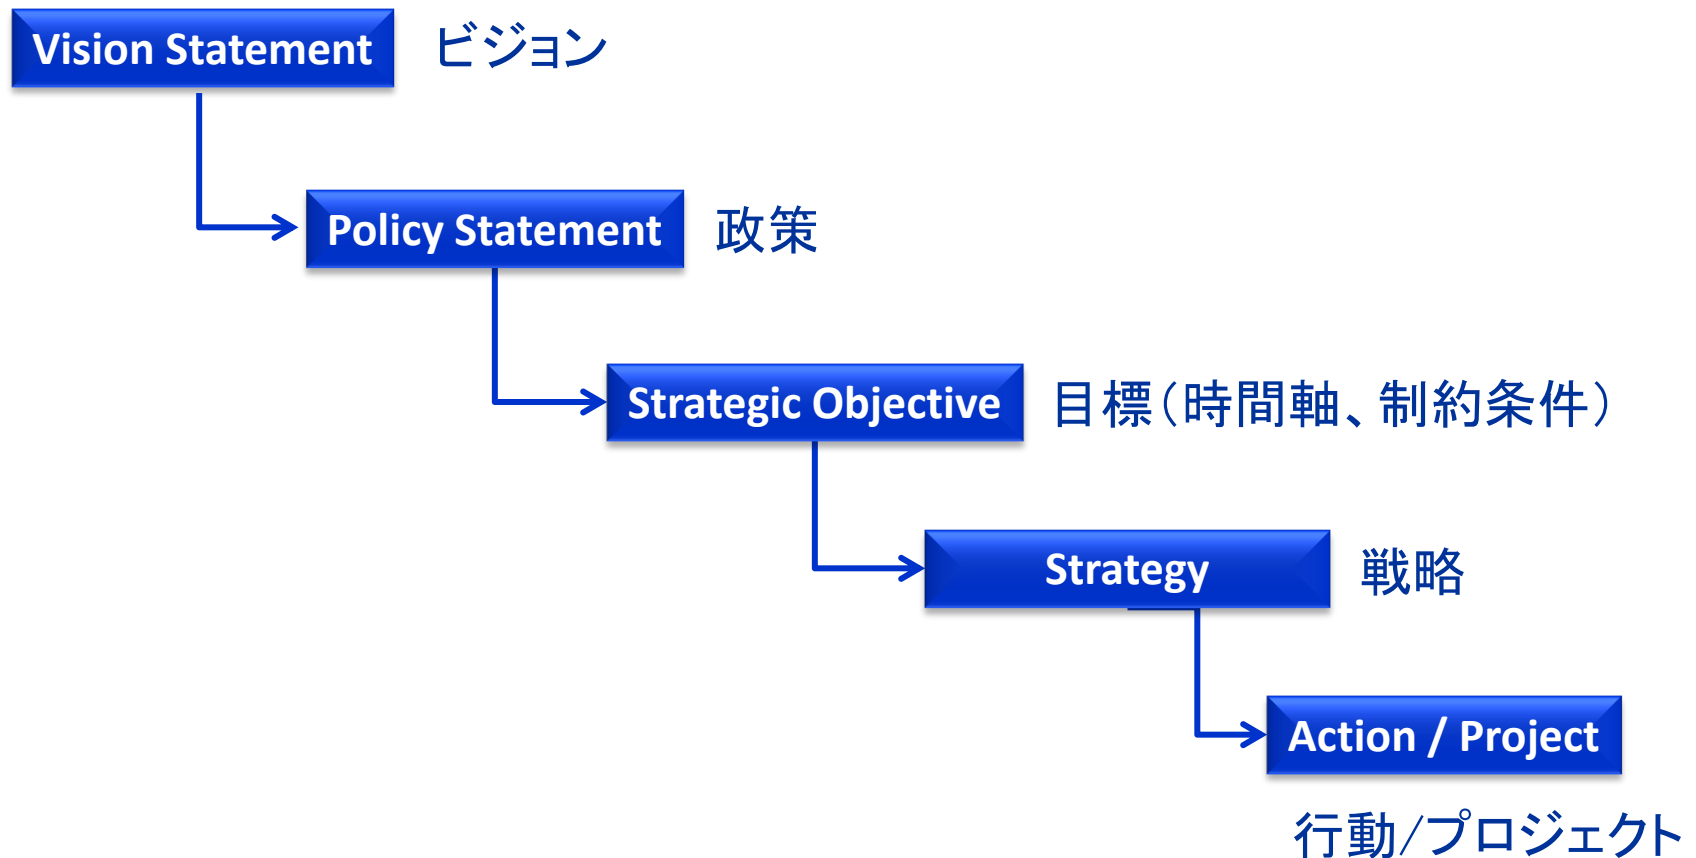 Vision Statement
ビジョン
Policy Statement
政策
Strategic Objective
目標（時間軸、制約条件）
Strategy
戦略
Action / Project
行動/プロジェクト